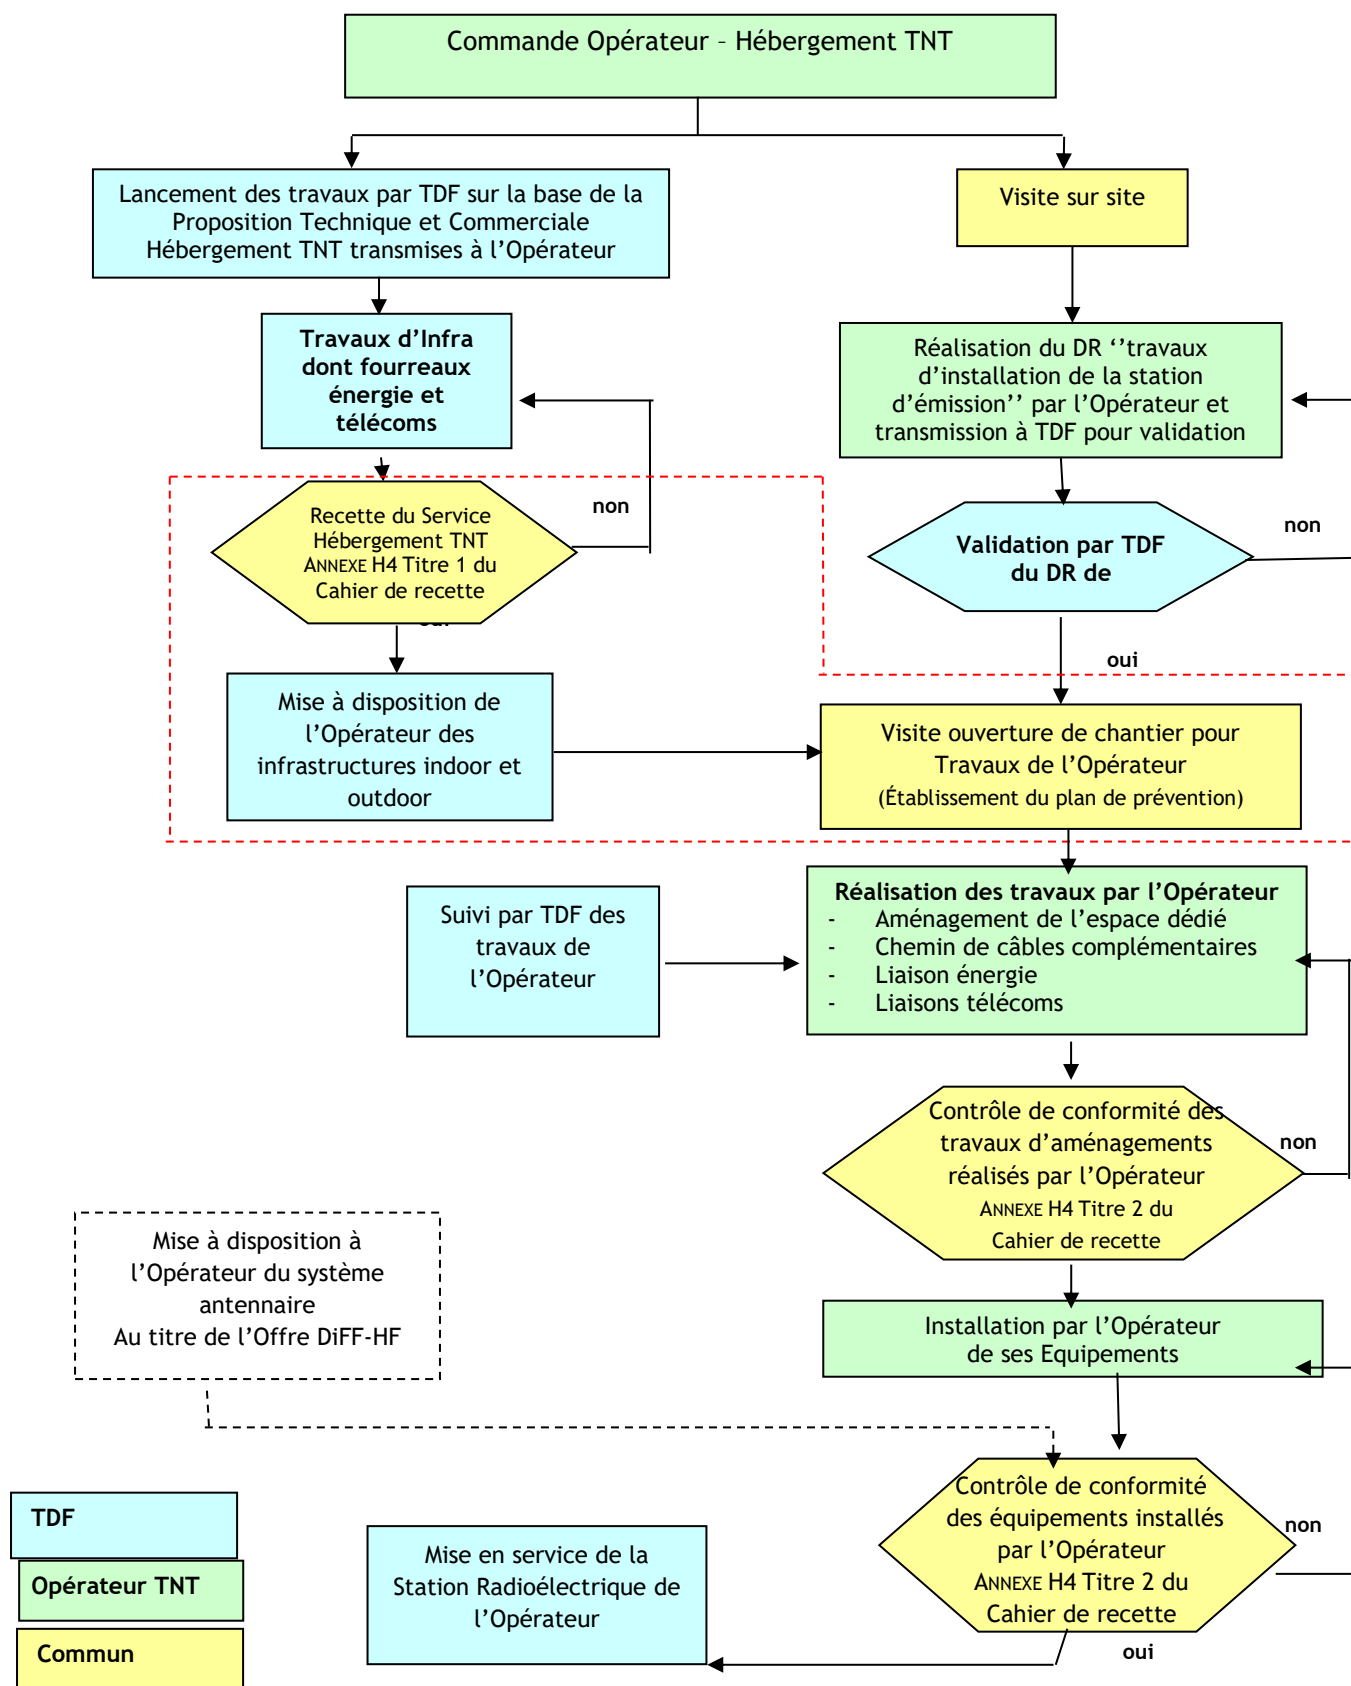 Commande Opérateur – Hébergement TNT
Lancement des travaux par TDF sur la base de la
Proposition Technique et Commerciale
Hébergement TNT transmises à l’Opérateur
Visite sur site
Travaux d’Infra
dont fourreaux
énergie et
télécoms
Réalisation du DR ‘’travaux
d’installation de la station
d’émission’’ par l’Opérateur et
transmission à TDF pour validation
Recette du Service
Hébergement TNT
ANNEXE H4 Titre 1 du
Cahier de recette
non
Validation par TDF
du DR de
non
oui
Mise à disposition de
l’Opérateur des
infrastructures indoor et
outdoor
Visite ouverture de chantier pour
Travaux de l’Opérateur
(Établissement du plan de prévention)
Suivi par TDF des
travaux de
l’Opérateur
Réalisation des travaux par l’Opérateur
- Aménagement de l’espace dédié
- Chemin de câbles complémentaires
- Liaison énergie
- Liaisons télécoms
Contrôle de conformité des
travaux d’aménagements
réalisés par l’Opérateur
ANNEXE H4 Titre 2 du
Cahier de recette
non
Mise à disposition à
l’Opérateur du système
antennaire
Au titre de l’Offre DiFF-HF
Installation par l’Opérateur
de ses Equipements
Contrôle de conformité
des équipements installés
par l’Opérateur
ANNEXE H4 Titre 2 du
Cahier de recette
non
oui
Mise en service de la
Station Radioélectrique de
l’Opérateur
TDF
Opérateur TNT
Commun